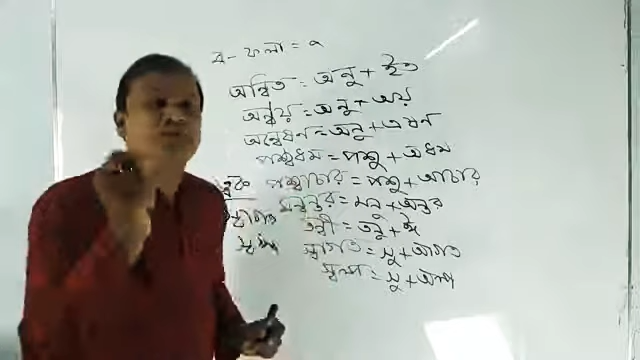 ব - ফলা = ব
অন্বিত = অনু + ইত
অন্বয় = অনু + অয়
অন্বেষণ = অনু + এষণ
পশ্বধম = পশু + অধম
পশ্বাচার = পশু + আচার
মন্বন্তর = মনু + অন্তর
তন্বী = তনু + ঈ
স্বাগত = সু + আগত
স্বল্প = সু + অল্প